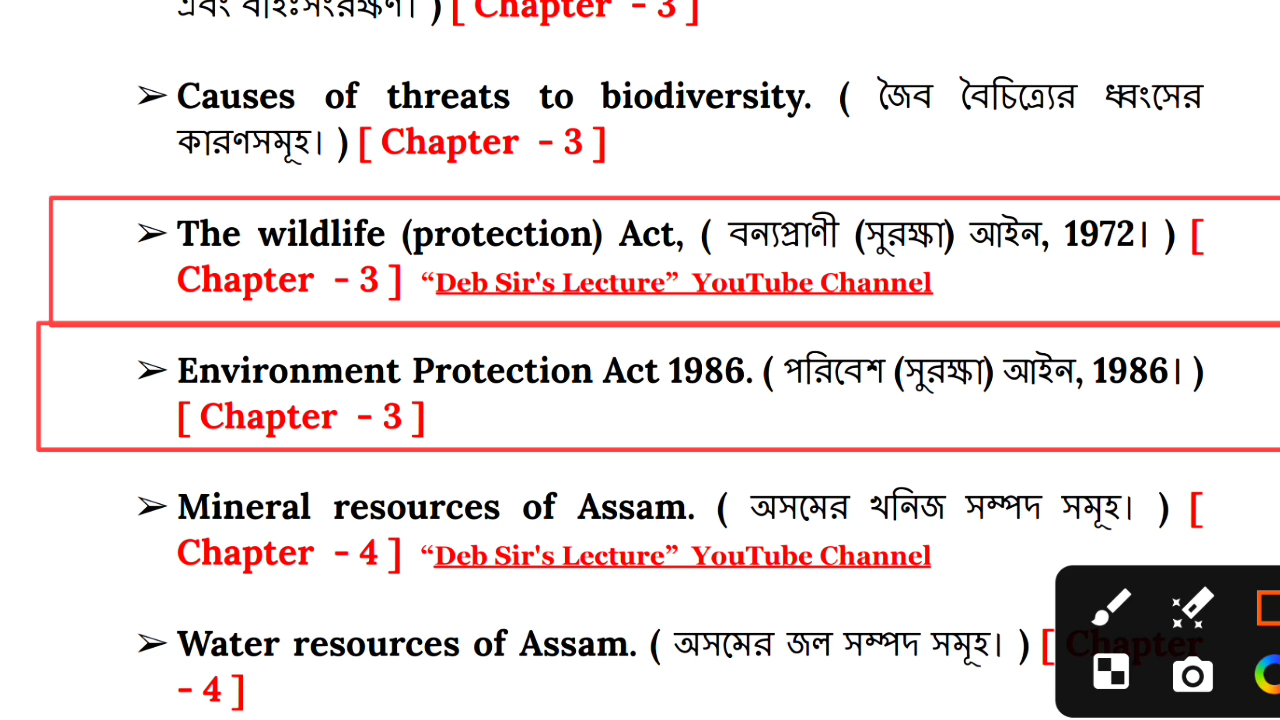 এবং বহিঃসংরক্ষণ। ) [ Chapter - 3 ]
➢ Causes of threats to biodiversity. ( জৈব বৈচিত্র্যের ধ্বংসের
কারণসমূহ। ) [ Chapter - 3 ]
➢ The wildlife (protection) Act, ( বন্যপ্রাণী (সুরক্ষা) আইন, 1972। ) [
Chapter - 3 ] “Deb Sir's Lecture” YouTube Channel
➢ Environment Protection Act 1986. ( পরিবেশ (সুরক্ষা) আইন, 1986। )
[ Chapter - 3 ]
➢ Mineral resources of Assam. ( অসমের খনিজ সম্পদ সমূহ। ) [
Chapter - 4 ] “Deb Sir's Lecture” YouTube Channel
➢ Water resources of Assam. ( অসমের জল সম্পদ সমূহ। ) [ Chapter
- 4 ]